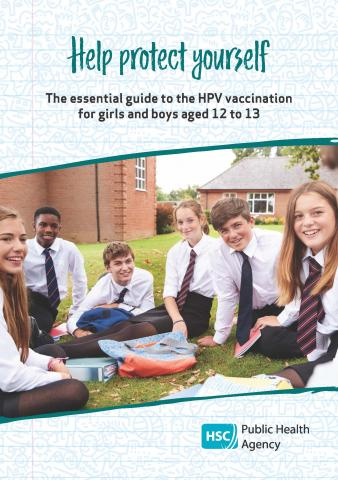 Help protect yourself
The essential guide to the HPV vaccination
for girls and boys aged 12 to 13
HSC Public Health
Agency